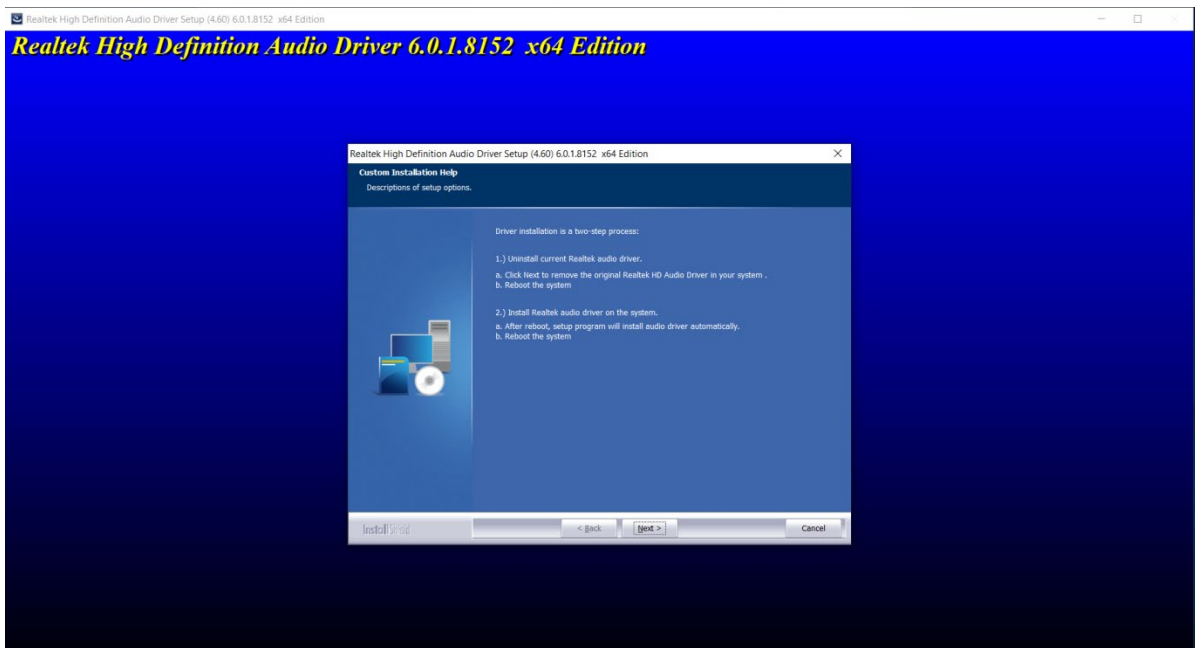 Realtek High Definition Audio Driver Setup (4.60) 6.0.1.8152 x64 Edition
Realtek High Definition Audio Driver 6.0.1.8152 x64 Edition
Realtek High Definition Audio Driver Setup (4.60) 6.0.1.8152 x64 Edition
Custom Installation Help
Descriptions of setup options.
Driver installation is a two-step process:
1.) Uninstall current Realtek audio driver.
a. Click Next to remove the original Realtek HD Audio Driver in your system .
b. Reboot the system
2.) Install Realtek audio driver on the system.
a. After reboot, setup program will install audio driver automatically.
b. Reboot the system
InstallShield
< Back Next > Cancel